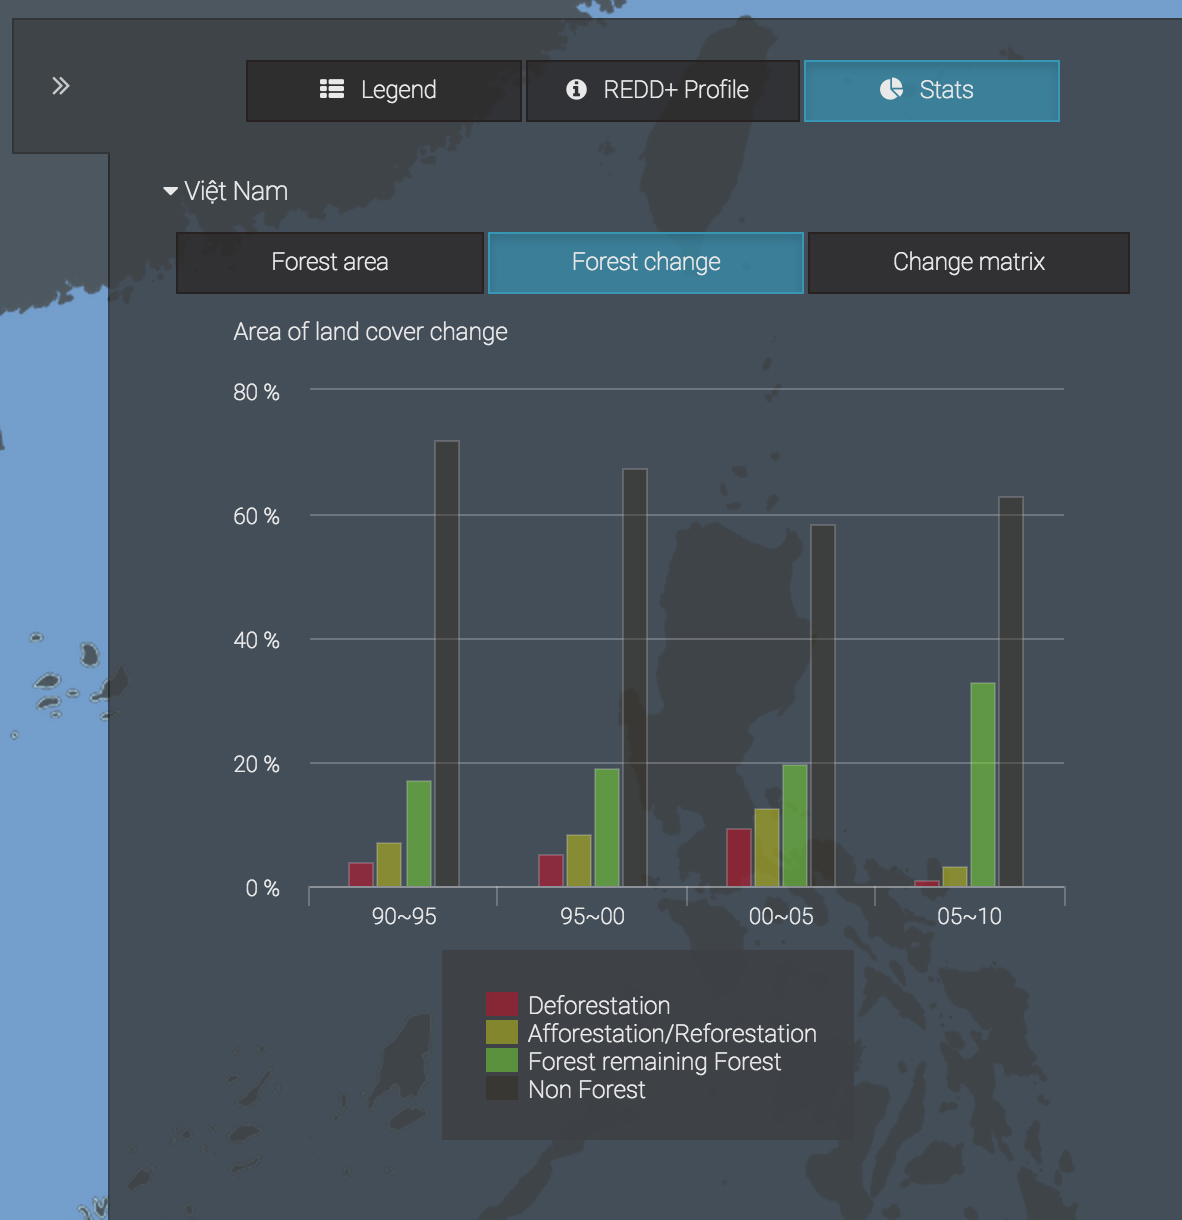 Legend
REDD+ Profile
Stats
Việt Nam
Forest area
Forest change
Change matrix
Area of land cover change
80 %
60 %
40 %
20 %
0 %
90~95
95~00
00~05
05~10
Deforestation
Afforestation/Reforestation
Forest remaining Forest
Non Forest